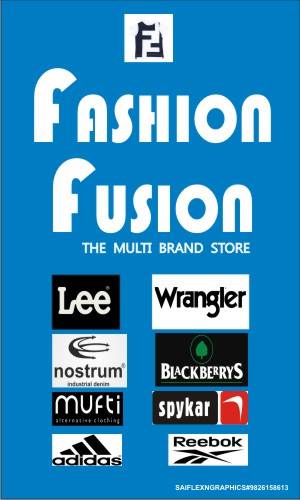 FF
FASHION
FUSION
THE MULTI BRAND STORE
Lee®
Wrangler
nostrum®
industrial denim
BLACKBERRYS
mufti
alternative clothing
spykar
adidas
Reebok
SAIFLEXNGRAPHICS#9826158613